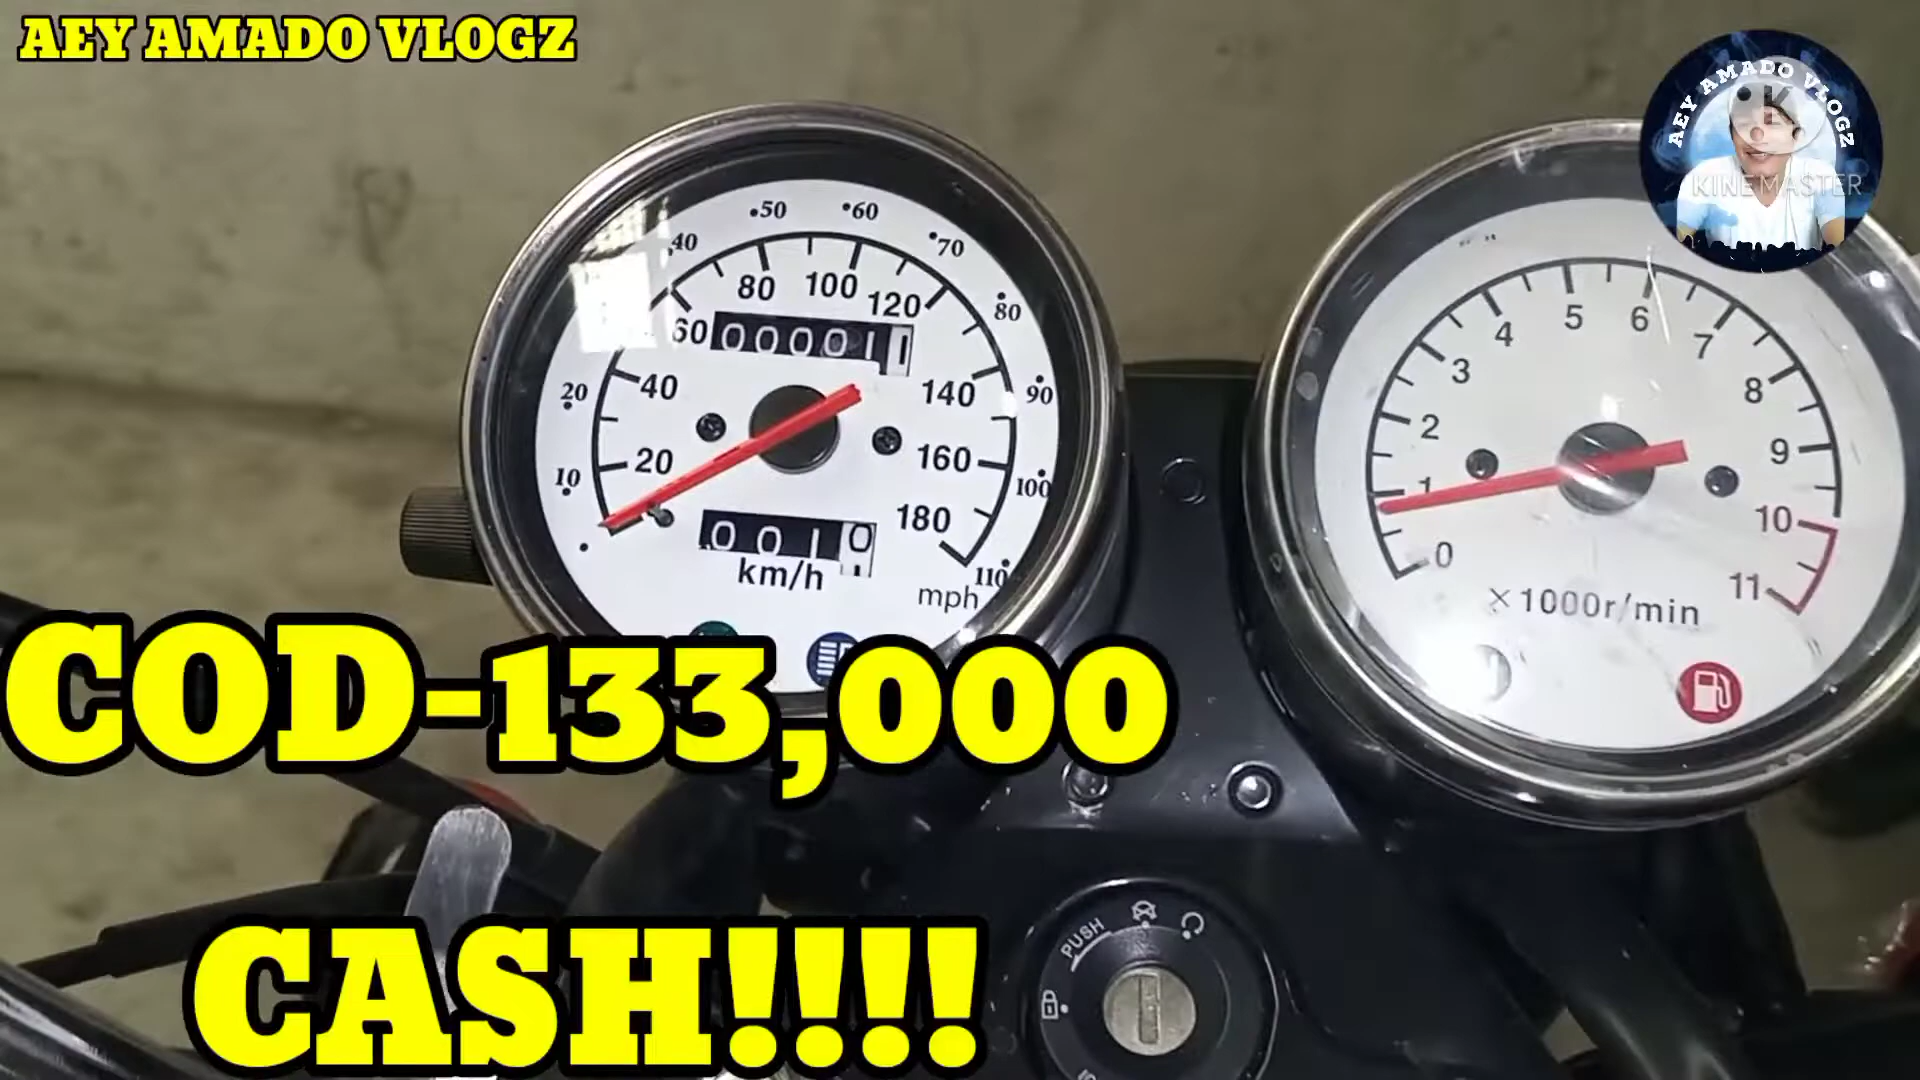 AEY AMADO VLOGZ
AEY AMADO VLOGZ
KINEMASTER
10 20 40 50 60 70 80 90 100 110
20 40 60 80 100 120 140 160 180
000011
0010
km/h
mph
0 1 2 3 4 5 6 7 8 9 10 11
×1000r/min
COD-133,000
CASH!!!!
PUSH